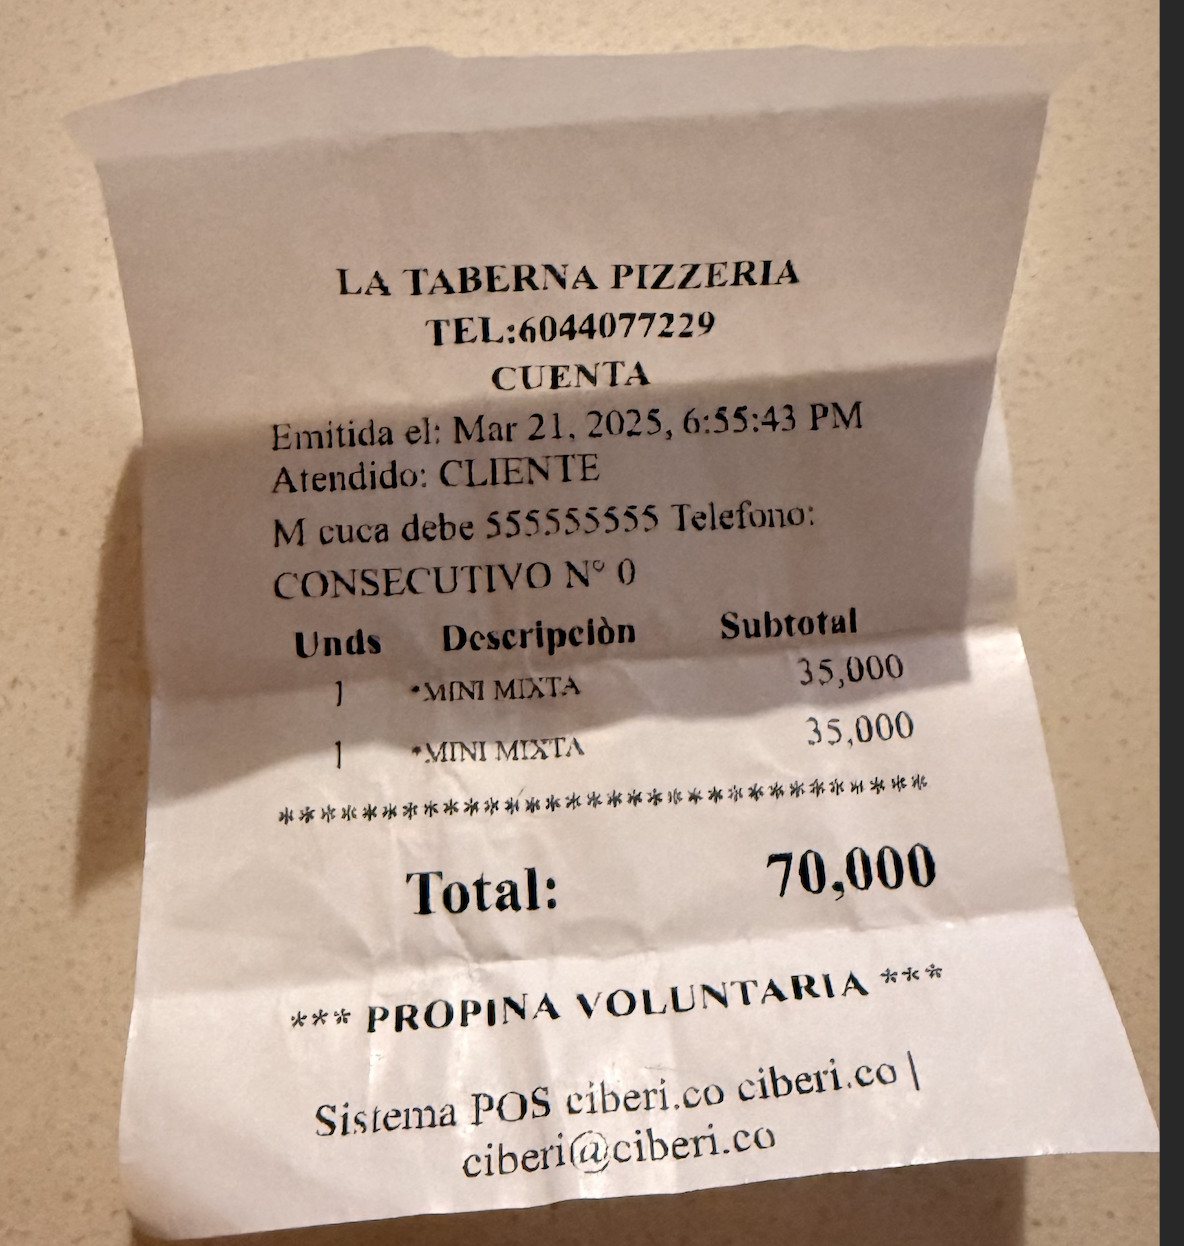 LA TABERNA PIZZERIA
TEL:6044077229
CUENTA
Emitida el: Mar 21, 2025, 6:55:43 PM
Atendido: CLIENTE
M cuca debe 555555555 Telefono:
CONSECUTIVO N° 0
Unds Descripciòn Subtotal
1 *MINI MIXTA 35,000
1 *MINI MIXTA 35,000
********************************
Total: 70,000
*** PROPINA VOLUNTARIA ***
Sistema POS ciberi.co ciberi.co |
ciberi@ciberi.co